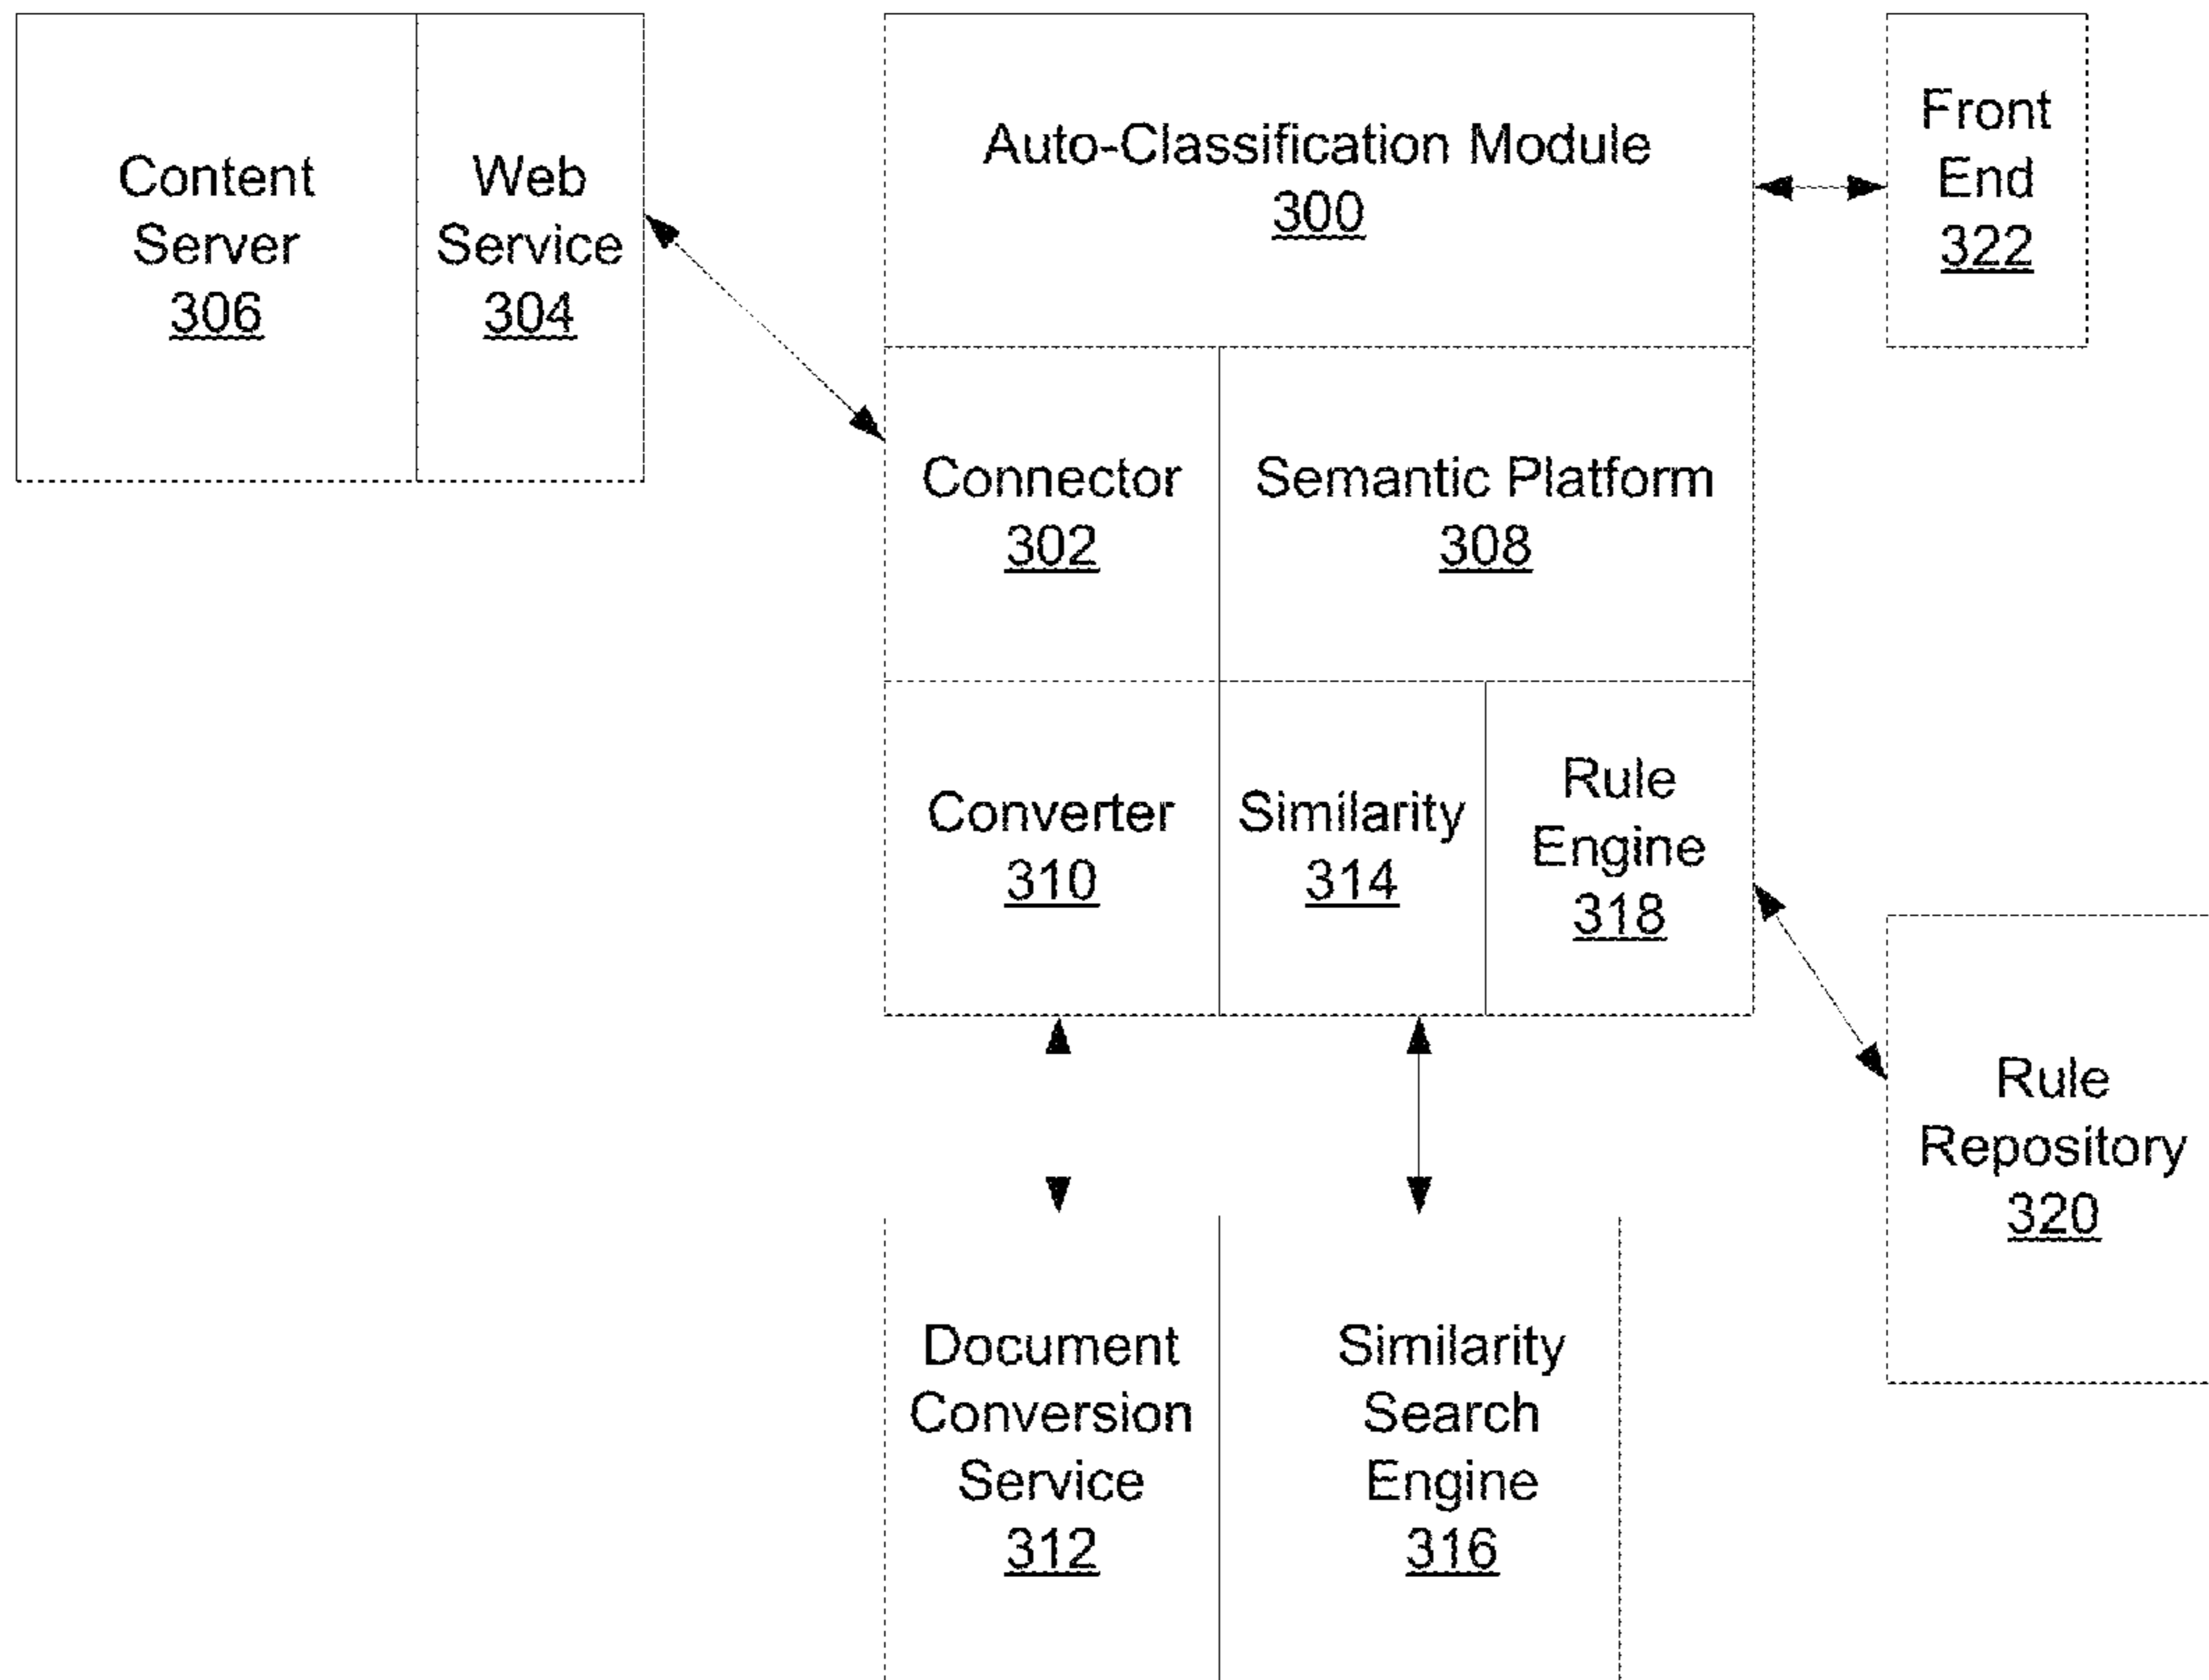 Content
Server
306
Web
Service
304
Auto-Classification Module
300
Front
End
322
Connector
302
Semantic Platform
308
Converter
310
Similarity
314
Rule
Engine
318
Rule
Repository
320
Document
Conversion
Service
312
Similarity
Search
Engine
316